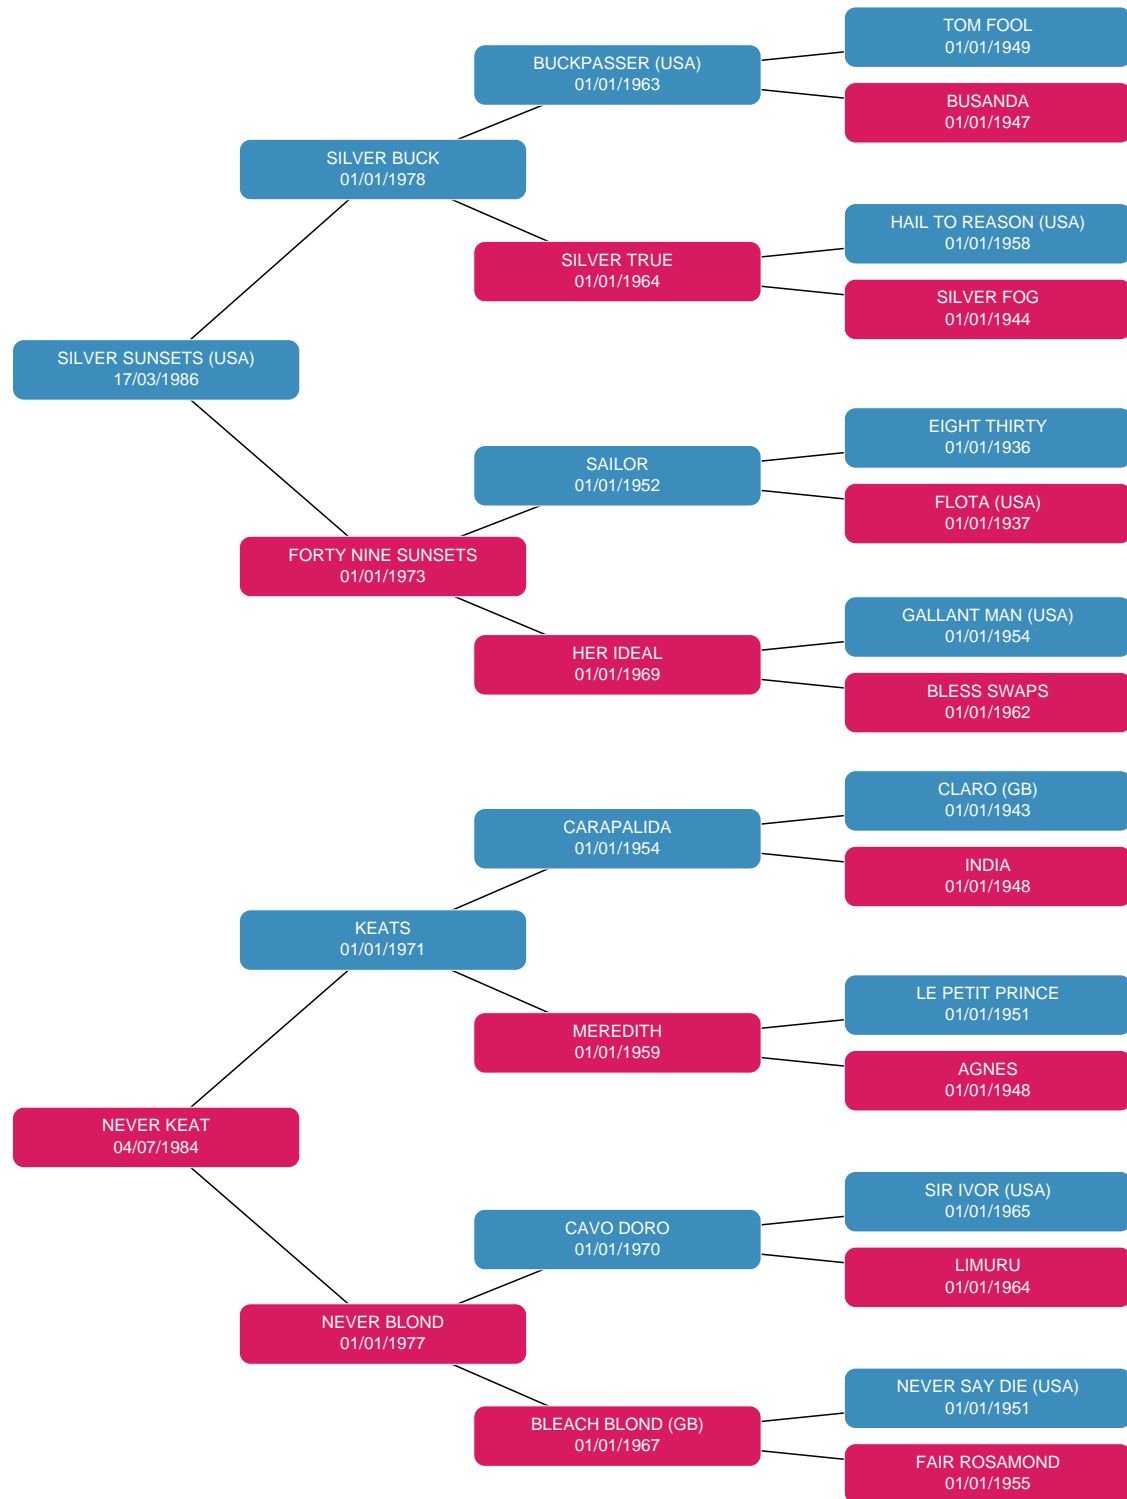 TOM FOOL
01/01/1949
BUCKPASSER (USA)
01/01/1963
BUSANDA
01/01/1947
SILVER BUCK
01/01/1978
HAIL TO REASON (USA)
01/01/1958
SILVER TRUE
01/01/1964
SILVER FOG
01/01/1944
SILVER SUNSETS (USA)
17/03/1986
EIGHT THIRTY
01/01/1936
SAILOR
01/01/1952
FLOTA (USA)
01/01/1937
FORTY NINE SUNSETS
01/01/1973
GALLANT MAN (USA)
01/01/1954
HER IDEAL
01/01/1969
BLESS SWAPS
01/01/1962
CLARO (GB)
01/01/1943
CARAPALIDA
01/01/1954
INDIA
01/01/1948
KEATS
01/01/1971
LE PETIT PRINCE
01/01/1951
MEREDITH
01/01/1959
AGNES
01/01/1948
NEVER KEAT
04/07/1984
SIR IVOR (USA)
01/01/1965
CAVO DORO
01/01/1970
LIMURU
01/01/1964
NEVER BLOND
01/01/1977
NEVER SAY DIE (USA)
01/01/1951
BLEACH BLOND (GB)
01/01/1967
FAIR ROSAMOND
01/01/1955